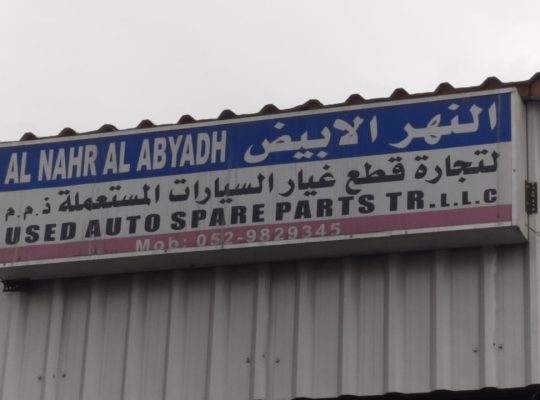 AL NAHR AL ABYADH النهر الابيض
لتجارة قطع غيار السيارات المستعملة ذ.م.م
USED AUTO SPARE PARTS TR.L.L.C
Mob: 052-9829345